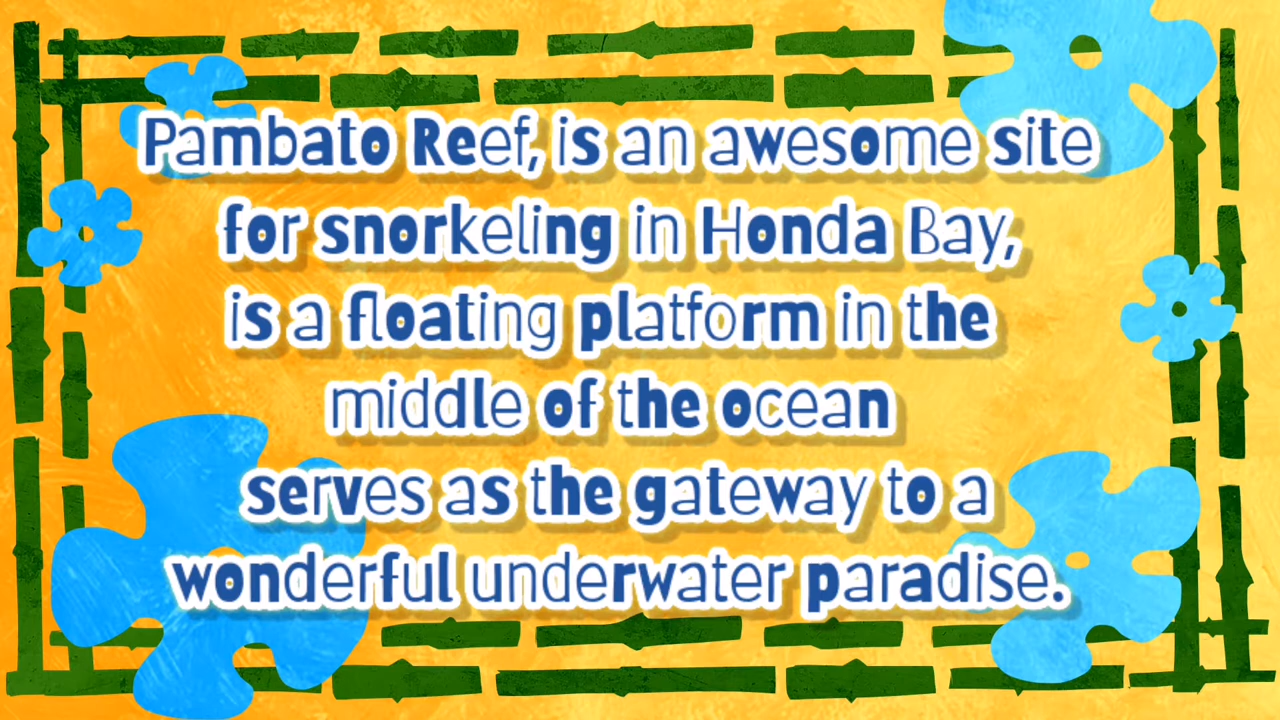 Pambato Reef, is an awesome site
for snorkeling in Honda Bay,
is a floating platform in the
middle of the ocean
serves as the gateway to a
wonderful underwater paradise.